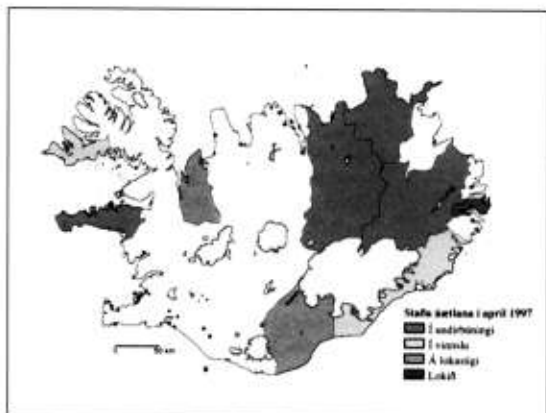 Staða áætlana í apríl 1997
Í undirbúningi
Í vinnslu
Á lokastigi
Lokið
50 km